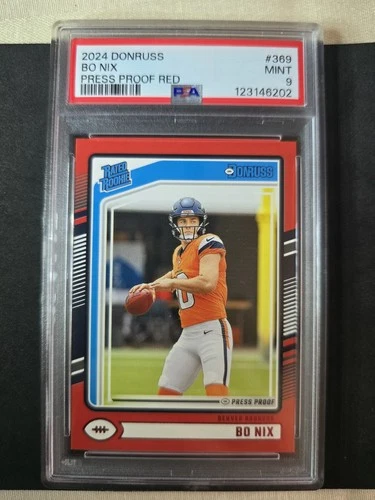 2024 DONRUSS #369
BO NIX MINT
PRESS PROOF RED 9
PSA 123146202
RATED ROOKIE
DONRUSS
PRESS PROOF
DENVER BRONCOS
BO NIX